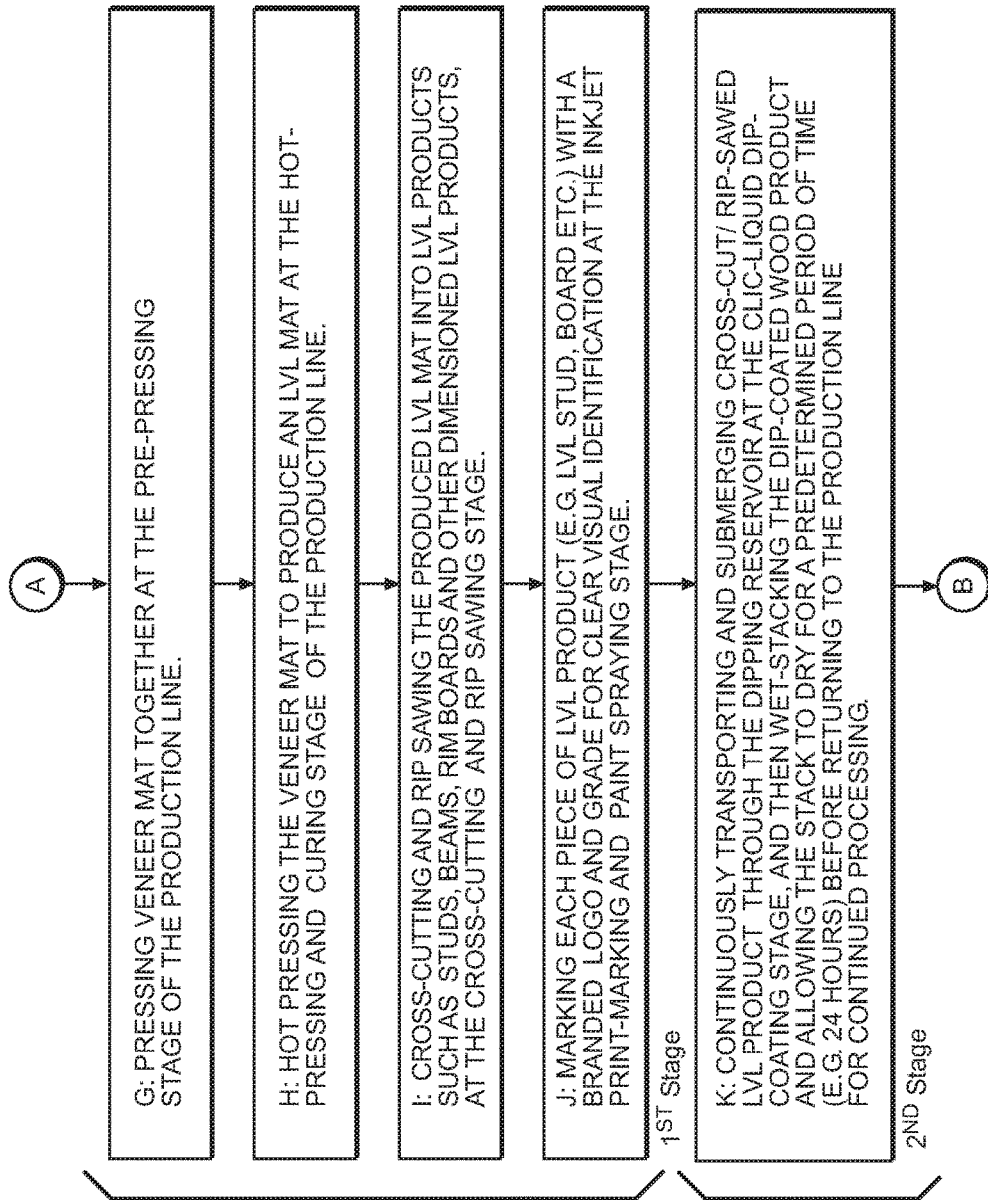 A
G: PRESSING VENEER MAT TOGETHER AT THE PRE-PRESSING
STAGE OF THE PRODUCTION LINE.
H: HOT PRESSING THE VENEER MAT TO PRODUCE AN LVL MAT AT THE HOT-
PRESSING AND CURING STAGE OF THE PRODUCTION LINE.
I: CROSS-CUTTING AND RIP SAWING THE PRODUCED LVL MAT INTO LVL PRODUCTS
SUCH AS STUDS, BEAMS, RIM BOARDS AND OTHER DIMENSIONED LVL PRODUCTS,
AT THE CROSS-CUTTING AND RIP SAWING STAGE.
J: MARKING EACH PIECE OF LVL PRODUCT (E.G. LVL STUD, BOARD ETC.) WITH A
BRANDED LOGO AND GRADE FOR CLEAR VISUAL IDENTIFICATION AT THE INKJET
PRINT-MARKING AND PAINT SPRAYING STAGE.
1ST Stage
K: CONTINUOUSLY TRANSPORTING AND SUBMERGING CROSS-CUT/ RIP-SAWED
LVL PRODUCT THROUGH THE DIPPING RESERVOIR AT THE CLIC-LIQUID DIP-
COATING STAGE, AND THEN WET-STACKING THE DIP-COATED WOOD PRODUCT
AND ALLOWING THE STACK TO DRY FOR A PREDETERMINED PERIOD OF TIME
(E.G. 24 HOURS) BEFORE RETURNING TO THE PRODUCTION LINE
FOR CONTINUED PROCESSING.
2ND Stage
B